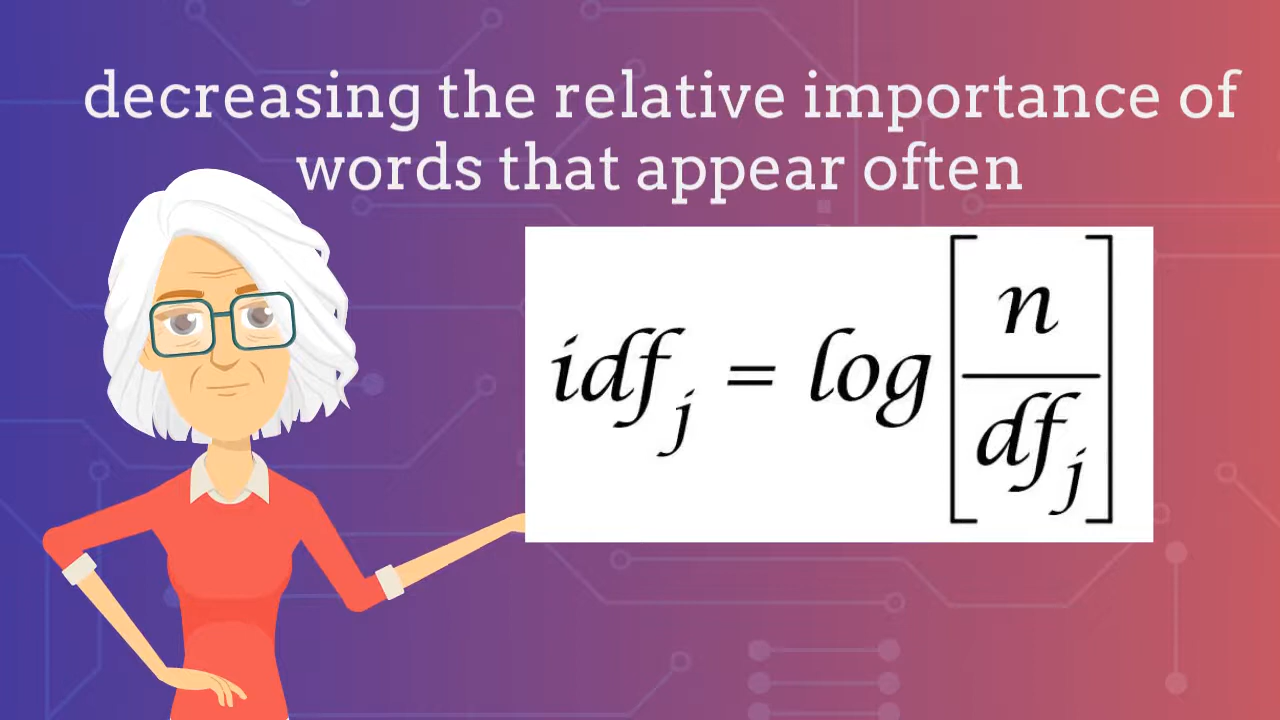 decreasing the relative importance of
words that appear often
idf_j = log[n/df_j]